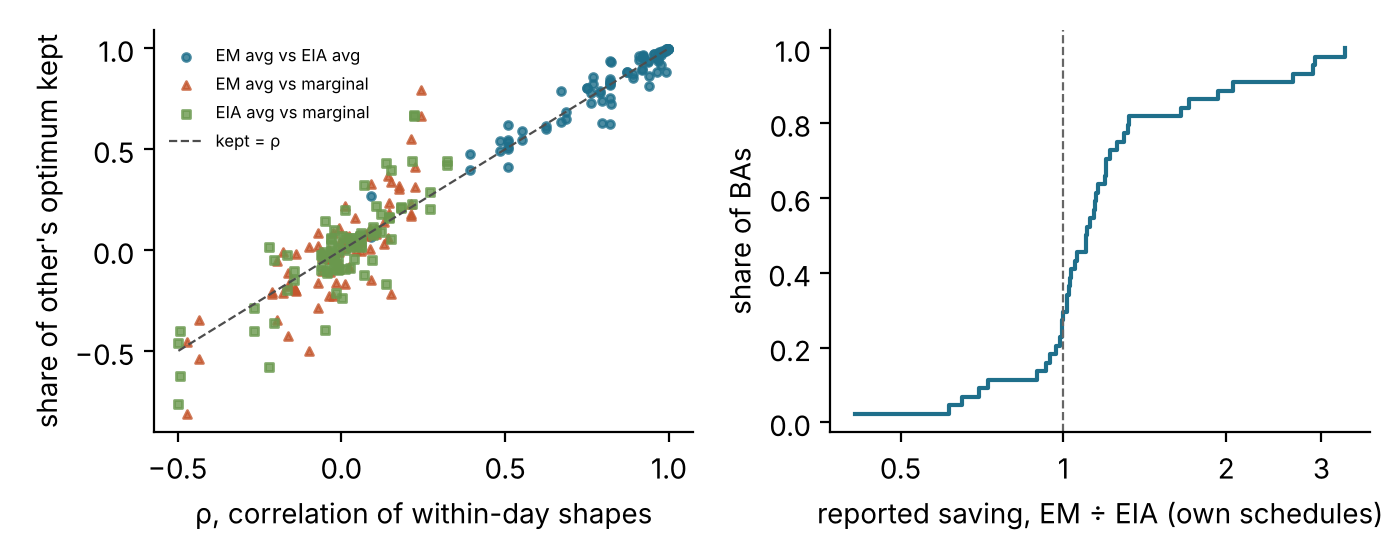 share of other's optimum kept
1.0
0.5
0.0
−0.5
EM avg vs EIA avg
EM avg vs marginal
EIA avg vs marginal
kept = ρ
−0.5 0.0 0.5 1.0
ρ, correlation of within-day shapes
share of BAs
1.0
0.8
0.6
0.4
0.2
0.0
0.5 1 2 3
reported saving, EM ÷ EIA (own schedules)